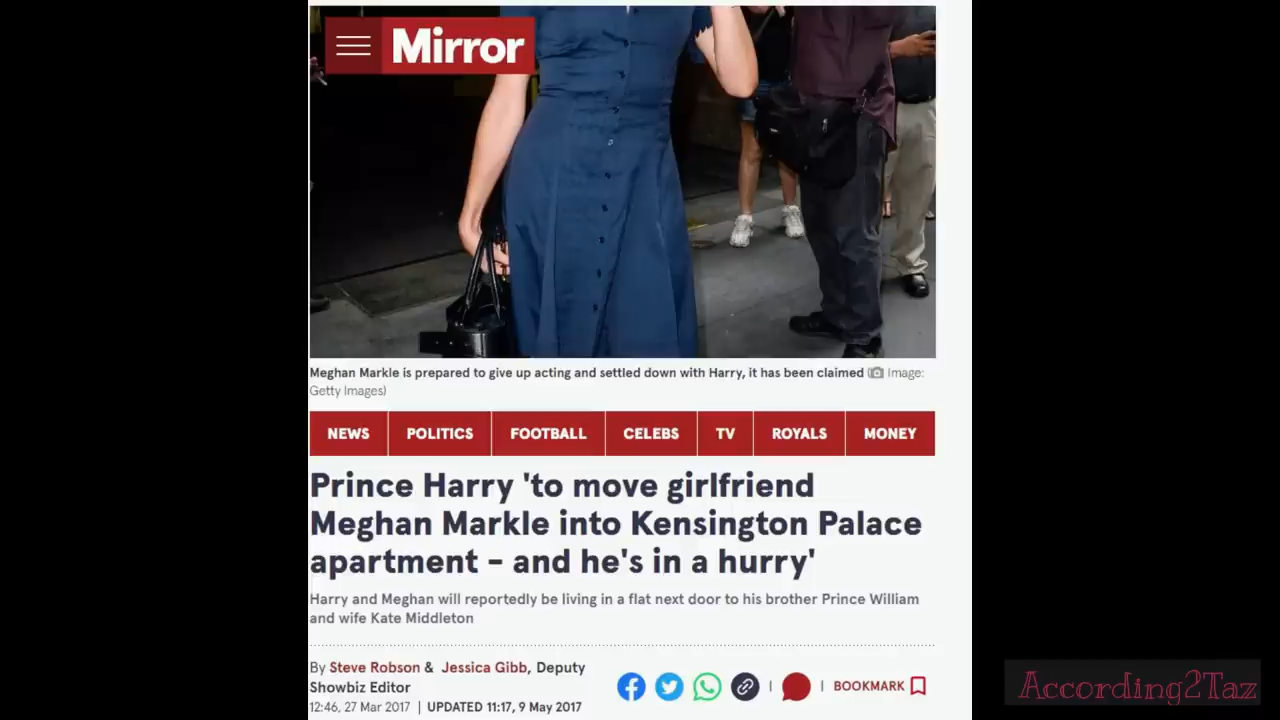 Mirror
Meghan Markle is prepared to give up acting and settled down with Harry, it has been claimed ( Image:
Getty Images)
NEWS POLITICS FOOTBALL CELEBS TV ROYALS MONEY
Prince Harry 'to move girlfriend
Meghan Markle into Kensington Palace
apartment - and he's in a hurry'
Harry and Meghan will reportedly be living in a flat next door to his brother Prince William
and wife Kate Middleton
By Steve Robson & Jessica Gibb, Deputy
Showbiz Editor
BOOKMARK
12:46, 27 Mar 2017 | UPDATED 11:17, 9 May 2017
According2Taz